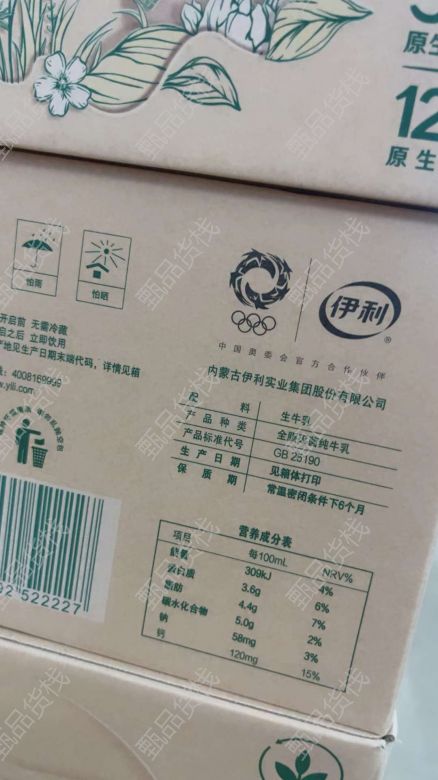 原生
12
原生
怕雨
怕晒
伊利
®
中国奥委会官方合作伙伴
开启前 无需冷藏
启之后 立即饮用
产地见生产日期末端代码，详情见箱
4008169999
w.yili.com
内蒙古伊利实业集团股份有限公司
配料 生牛乳
产品种类 全脂灭菌纯牛乳
产品标准代号 GB 25190
生产日期 见箱体打印
保质期 常温密闭条件下6个月
营养成分表
项目 每100mL NRV%
能量 309kJ 4%
蛋白质 3.6g 6%
脂肪 4.4g 7%
碳水化合物 5.0g 2%
钠 58mg 3%
钙 120mg 15%
522227
甄品货栈